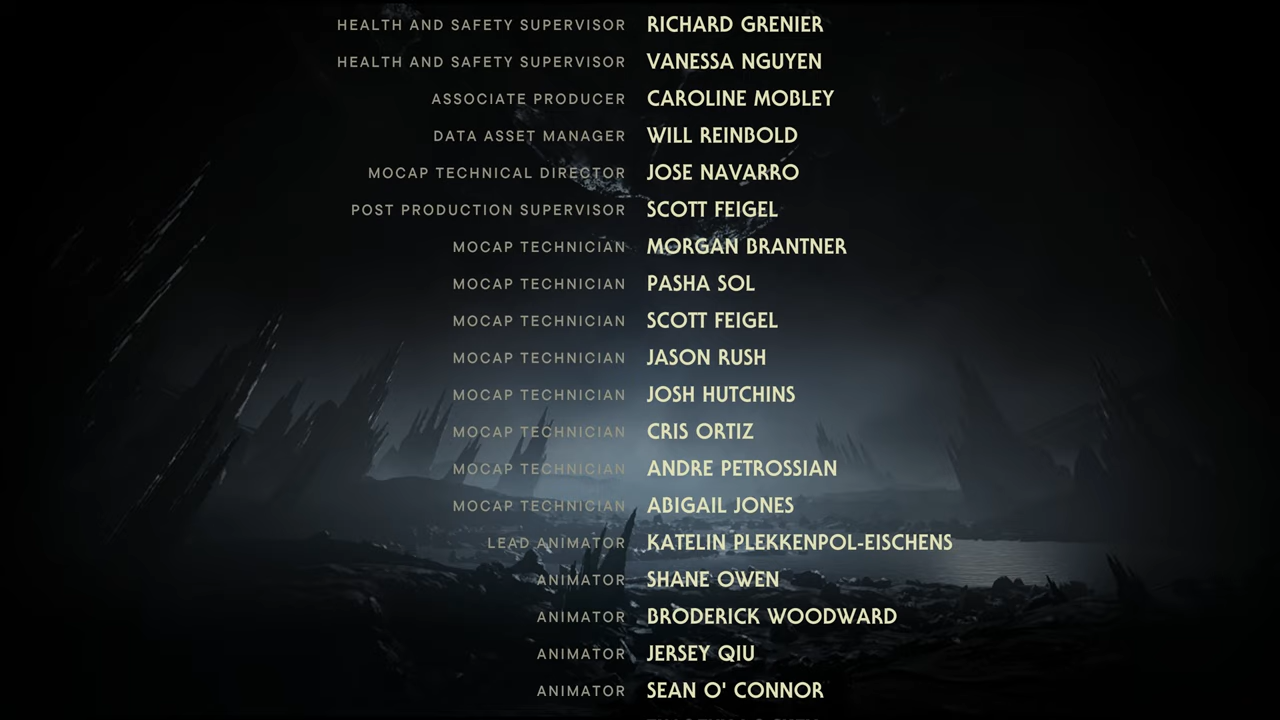 HEALTH AND SAFETY SUPERVISOR RICHARD GRENIER
HEALTH AND SAFETY SUPERVISOR VANESSA NGUYEN
ASSOCIATE PRODUCER CAROLINE MOBLEY
DATA ASSET MANAGER WILL REINBOLD
MOCAP TECHNICAL DIRECTOR JOSE NAVARRO
POST PRODUCTION SUPERVISOR SCOTT FEIGEL
MOCAP TECHNICIAN MORGAN BRANTNER
MOCAP TECHNICIAN PASHA SOL
MOCAP TECHNICIAN SCOTT FEIGEL
MOCAP TECHNICIAN JASON RUSH
MOCAP TECHNICIAN JOSH HUTCHINS
MOCAP TECHNICIAN CRIS ORTIZ
MOCAP TECHNICIAN ANDRE PETROSSIAN
MOCAP TECHNICIAN ABIGAIL JONES
LEAD ANIMATOR KATELIN PLEKKENPOL-EISCHENS
ANIMATOR SHANE OWEN
ANIMATOR BRODERICK WOODWARD
ANIMATOR JERSEY QIU
ANIMATOR SEAN O' CONNOR